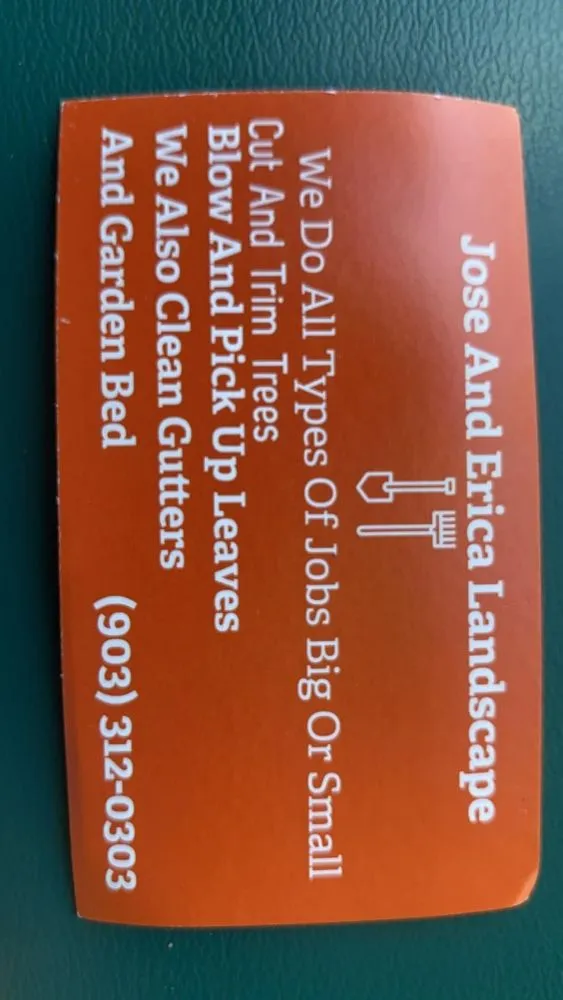 Jose And Erica Landscape
We Do All Types Of Jobs Big Or Small
Cut And Trim Trees
Blow And Pick Up Leaves
We Also Clean Gutters
And Garden Bed
(903) 312-0303